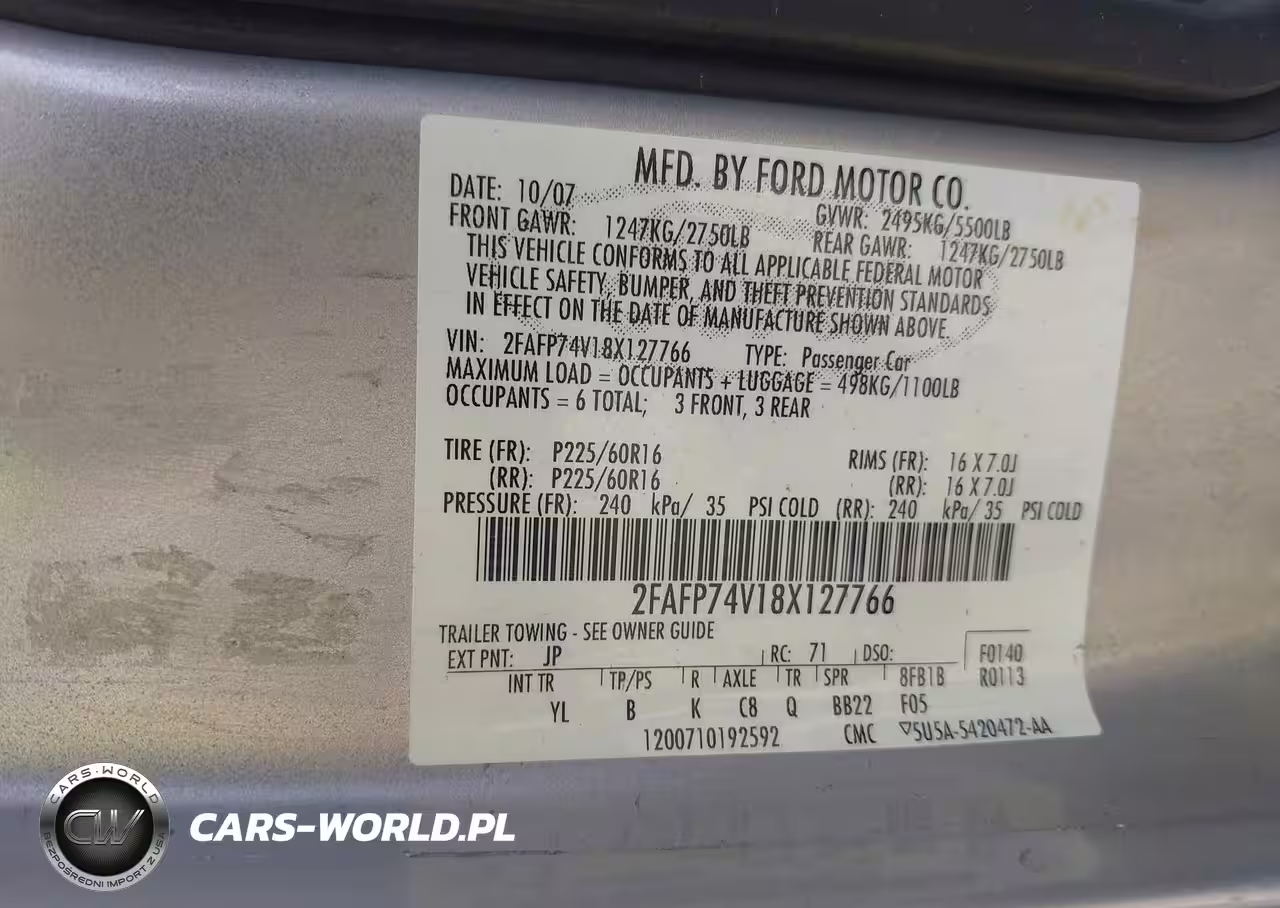 MFD. BY FORD MOTOR CO.
DATE: 10/07 GVWR: 2495KG/5500LB
FRONT GAWR: 1247KG/2750LB REAR GAWR: 1247KG/2750LB
THIS VEHICLE CONFORMS TO ALL APPLICABLE FEDERAL MOTOR
VEHICLE SAFETY, BUMPER, AND THEFT PREVENTION STANDARDS
IN EFFECT ON THE DATE OF MANUFACTURE SHOWN ABOVE.
VIN: 2FAFP74V18X127766 TYPE: Passenger Car
MAXIMUM LOAD = OCCUPANTS + LUGGAGE = 498KG/1100LB
OCCUPANTS = 6 TOTAL; 3 FRONT, 3 REAR
TIRE (FR): P225/60R16 RIMS (FR): 16 X 7.0J
(RR): P225/60R16 (RR): 16 X 7.0J
PRESSURE (FR): 240 kPa/ 35 PSI COLD (RR): 240 kPa/ 35 PSI COLD
2FAFP74V18X127766
TRAILER TOWING - SEE OWNER GUIDE
EXT PNT: JP RC: 71 DSO: F0140
INT TR TP/PS R AXLE TR SPR 8FB1B R0113
YL B K C8 Q BB22 F05
1200710192592 CMC ▽5U5A-5420472-AA
CARS-WORLD
CW
BEZPOŚREDNI IMPORT Z USA
CARS-WORLD.PL